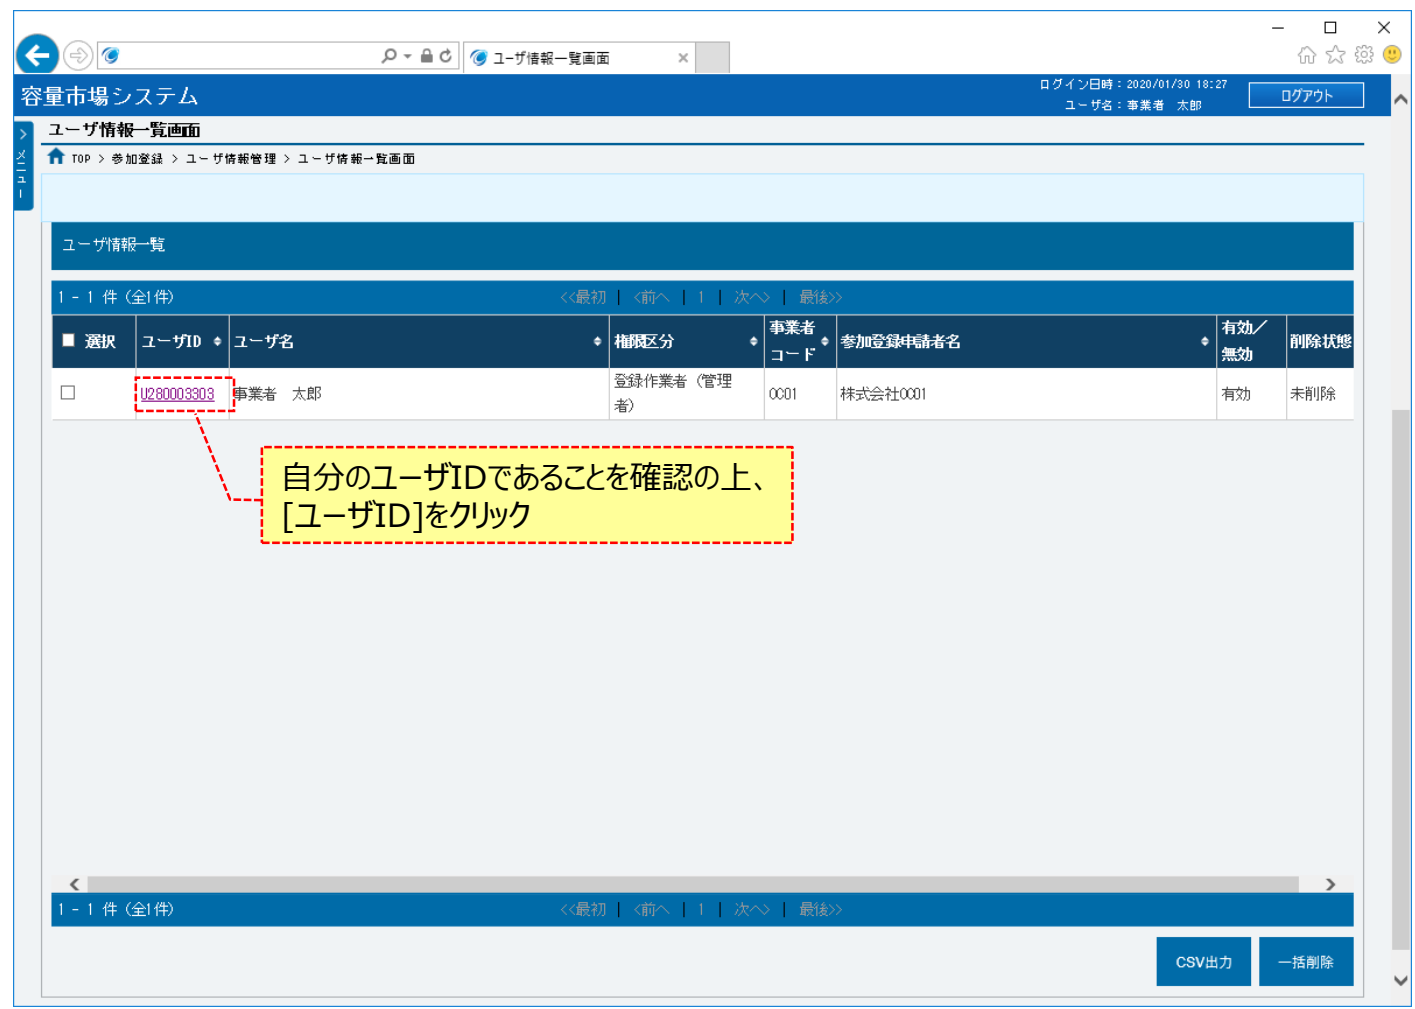 ユーザ情報一覧画面
容量市場システム
ログイン日時：2020/01/30 18:27
ユーザ名：事業者　太郎
ログアウト
＞メニュー
ユーザ情報一覧画面
TOP > 参加登録 > ユーザ情報管理 > ユーザ情報一覧画面
ユーザ情報一覧
1 - 1 件（全1件）
<<最初 | <前へ | 1 | 次へ> | 最後>>
選択 ユーザID ユーザ名 権限区分 事業者コード 参加登録申請者名 有効／無効 削除状態
U280003303 事業者　太郎 登録作業者（管理者） 0C01 株式会社0C01 有効 未削除
自分のユーザIDであることを確認の上、
[ユーザID]をクリック
1 - 1 件（全1件）
<<最初 | <前へ | 1 | 次へ> | 最後>>
CSV出力 一括削除